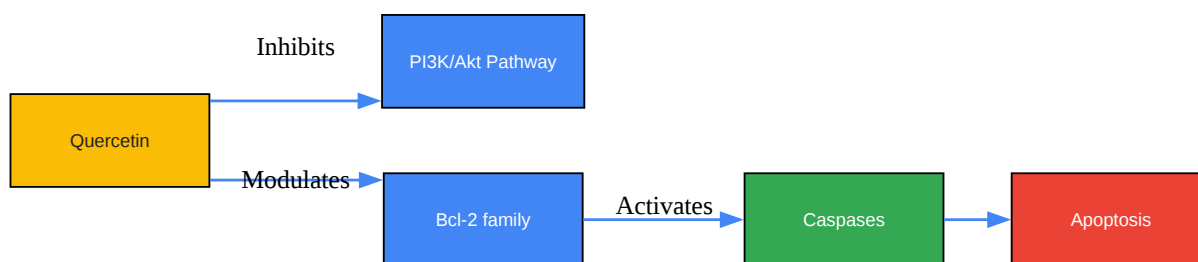 Inhibits
PI3K/Akt Pathway
Quercetin
Modulates
Bcl-2 family
Activates
Caspases
Apoptosis